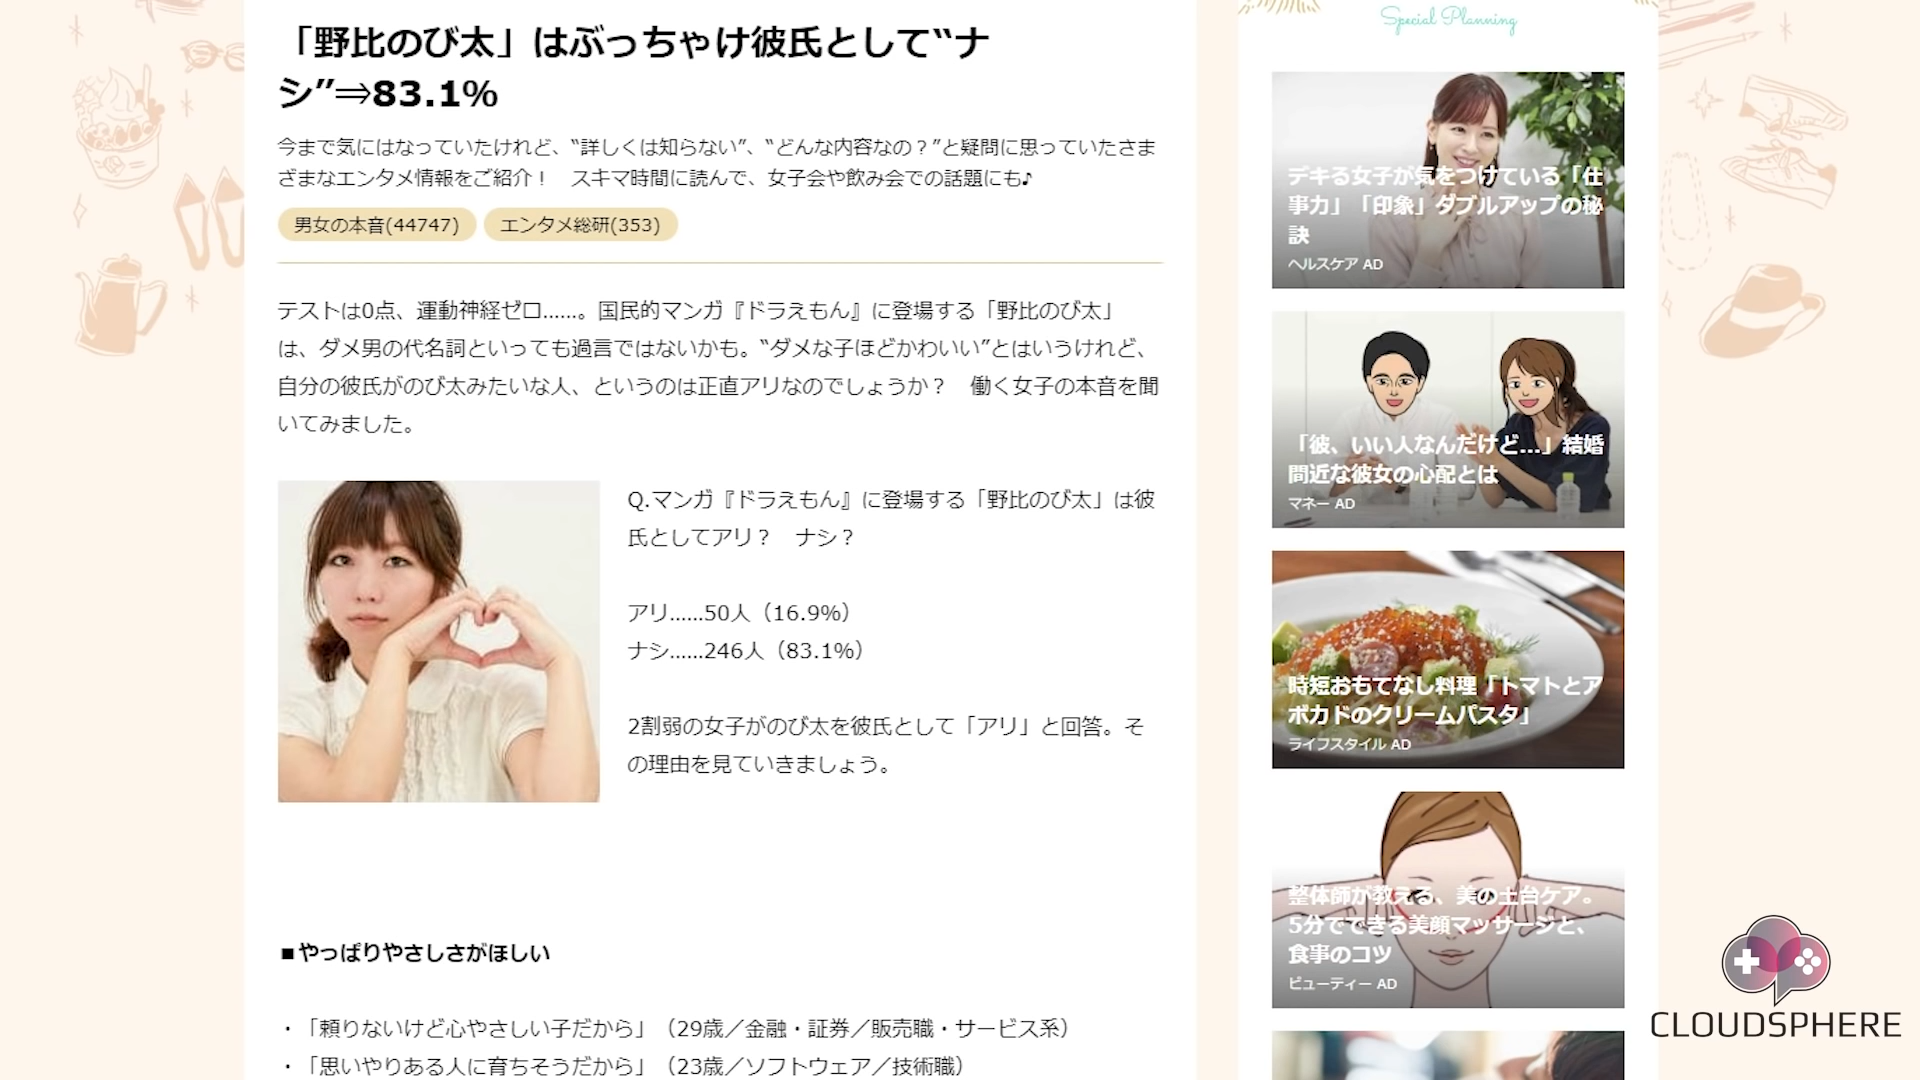 「野比のび太」はぶっちゃけ彼氏として“ナ
シ”⇒83.1%
今まで気にはなっていたけれど、“詳しくは知らない”、“どんな内容なの？”と疑問に思っていたさま
ざまなエンタメ情報をご紹介！　スキマ時間に読んで、女子会や飲み会での話題にも♪
男女の本音(44747)
エンタメ総研(353)
テストは0点、運動神経ゼロ……。国民的マンガ『ドラえもん』に登場する「野比のび太」
は、ダメ男の代名詞といっても過言ではないかも。“ダメな子ほどかわいい”とはいうけれど、
自分の彼氏がのび太みたいな人、というのは正直アリなのでしょうか？　働く女子の本音を聞
いてみました。
Q.マンガ『ドラえもん』に登場する「野比のび太」は彼
氏としてアリ？　ナシ？
アリ……50人（16.9%）
ナシ……246人（83.1%）
2割弱の女子がのび太を彼氏として「アリ」と回答。そ
の理由を見ていきましょう。
■やっぱりやさしさがほしい
・「頼りないけど心やさしい子だから」（29歳／金融・証券／販売職・サービス系）
・「思いやりある人に育ちそうだから」（23歳／ソフトウェア／技術職）
Special Planning
デキる女子が気をつけている「仕
事力」「印象」ダブルアップの秘
訣
ヘルスケア AD
「彼、いい人なんだけど…」結婚
間近な彼女の心配とは
マネー AD
時短おもてなし料理「トマトとア
ボカドのクリームパスタ」
ライフスタイル AD
整体師が教える、美の土台ケア。
5分でできる美顔マッサージと、
食事のコツ
ビューティー AD
CLOUDSPHERE